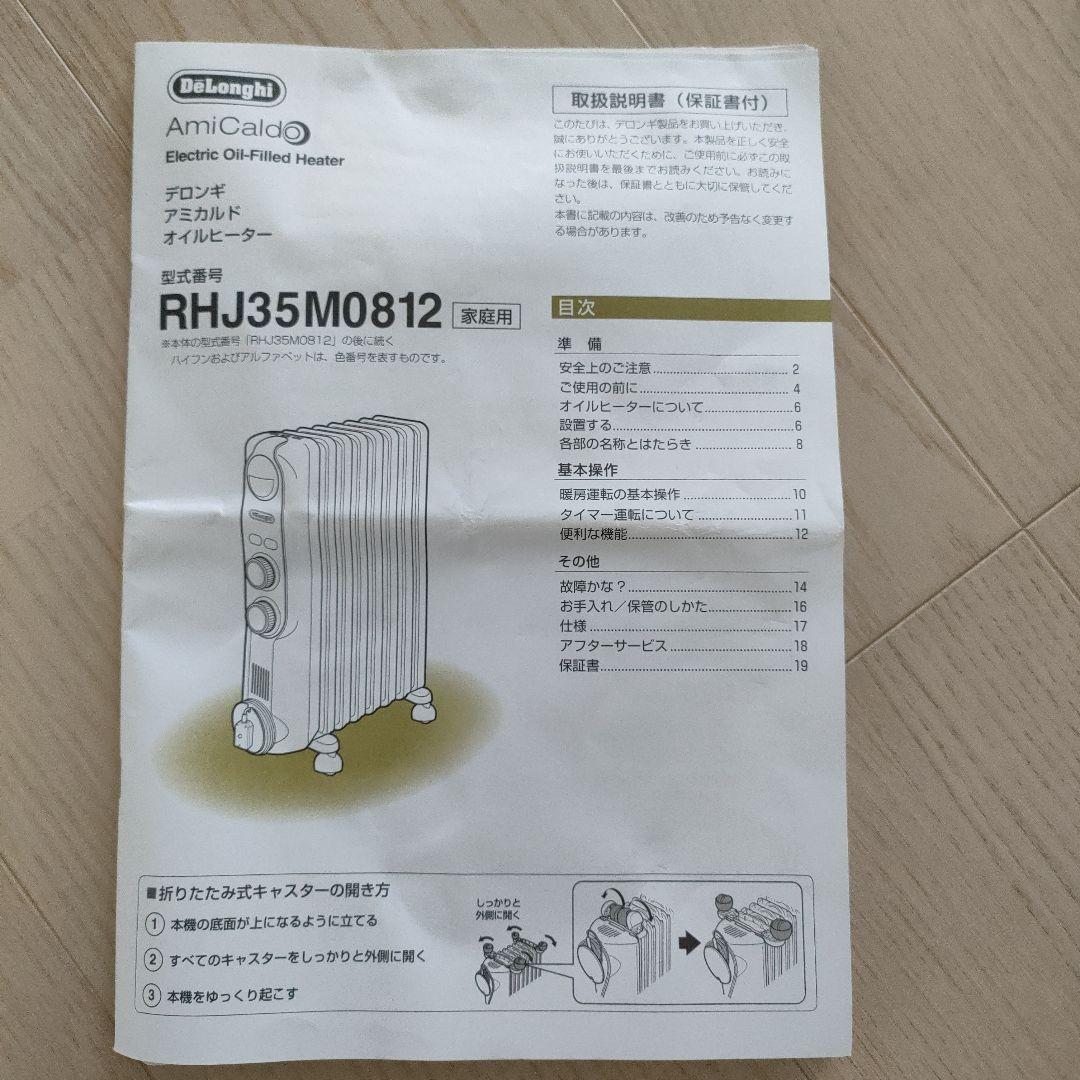 DeLonghi
AmiCaldo
Electric Oil-Filled Heater
デロンギ
アミカルド
オイルヒーター
型式番号
RHJ35M0812 家庭用
※本体の型式番号「RHJ35M0812」の後に続く
ハイフンおよびアルファベットは、色番号を表すものです。
取扱説明書（保証書付）
このたびは、デロンギ製品をお買い上げいただき、
誠にありがとうございます。本製品を正しく安全
にお使いいただくために、ご使用前に必ずこの取
扱説明書を最後までお読みください。お読みに
なった後は、保証書とともに大切に保管してくだ
さい。
本書に記載の内容は、改善のため予告なく変更す
る場合があります。
目次
準 備
安全上のご注意 2
ご使用の前に 4
オイルヒーターについて 6
設置する 6
各部の名称とはたらき 8
基本操作
暖房運転の基本操作 10
タイマー運転について 11
便利な機能 12
その他
故障かな？ 14
お手入れ／保管のしかた 16
仕様 17
アフターサービス 18
保証書 19
■折りたたみ式キャスターの開き方
① 本機の底面が上になるように立てる
② すべてのキャスターをしっかりと外側に開く
③ 本機をゆっくり起こす
しっかりと
外側に開く